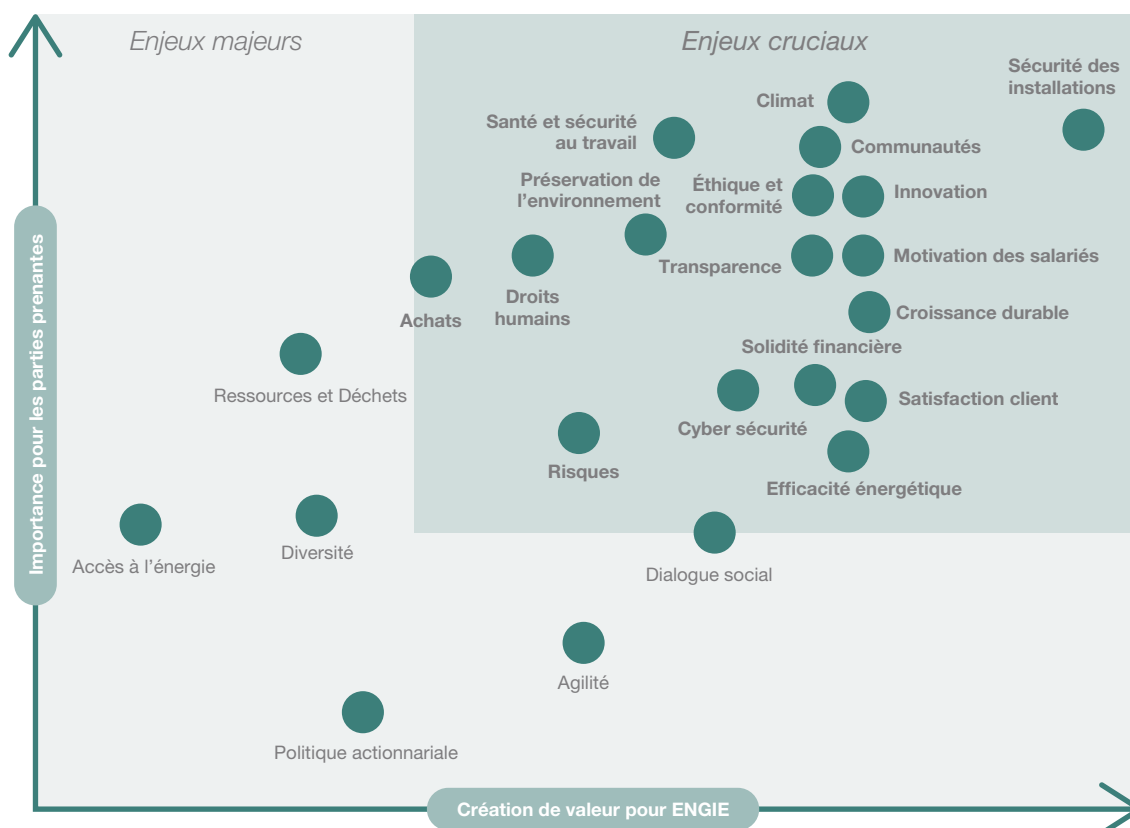 Enjeux majeurs
Enjeux cruciaux
Sécurité des
installations
Climat
Santé et sécurité
au travail
Communautés
Préservation de
l'environnement
Éthique et
conformité
Innovation
Transparence
Motivation des salariés
Droits
humains
Achats
Croissance durable
Solidité financière
Ressources et Déchets
Satisfaction client
Cyber sécurité
Risques
Efficacité énergétique
Diversité
Accès à l'énergie
Dialogue social
Agilité
Politique actionnariale
Importance pour les parties prenantes
Création de valeur pour ENGIE